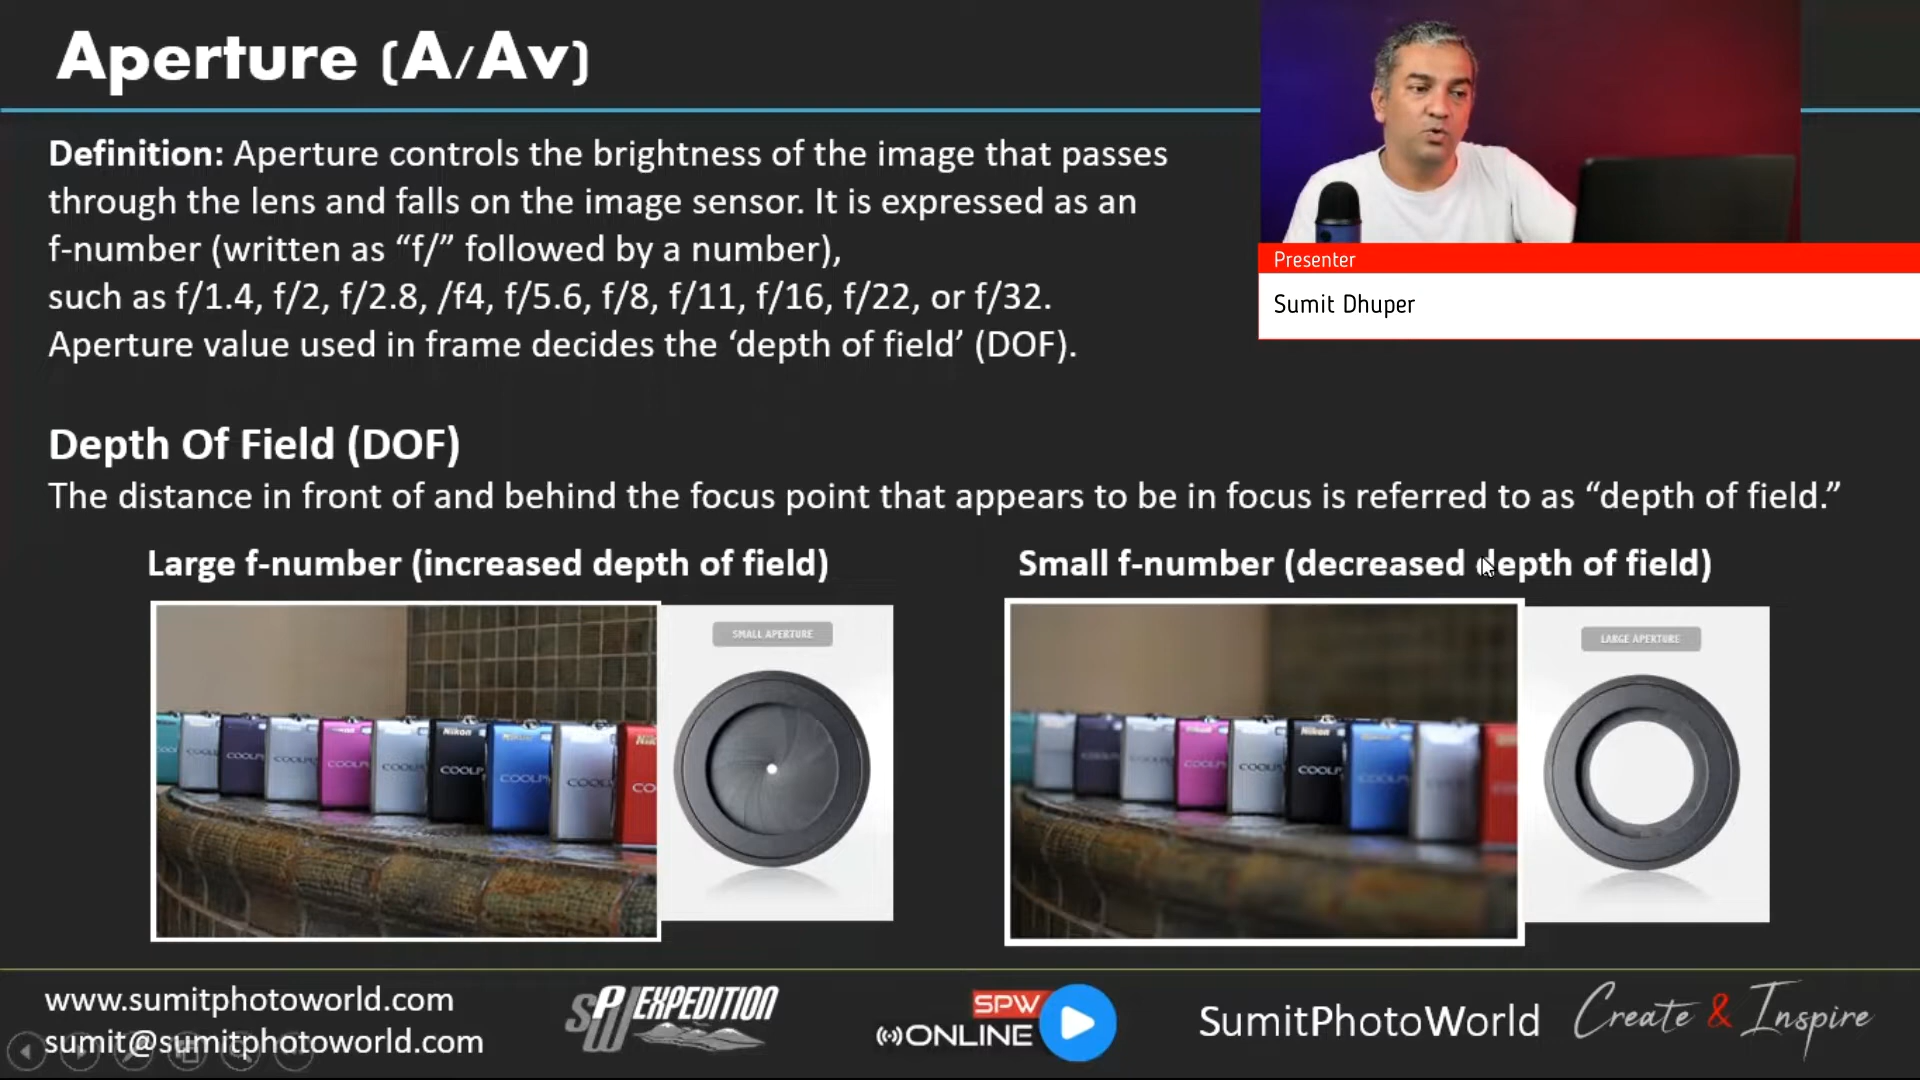 Aperture (A/Av)
Definition: Aperture controls the brightness of the image that passes
through the lens and falls on the image sensor. It is expressed as an
f-number (written as “f/” followed by a number),
such as f/1.4, f/2, f/2.8, /f4, f/5.6, f/8, f/11, f/16, f/22, or f/32.
Aperture value used in frame decides the ‘depth of field’ (DOF).
Presenter
Sumit Dhuper
Depth Of Field (DOF)
The distance in front of and behind the focus point that appears to be in focus is referred to as “depth of field.”
Large f-number (increased depth of field)
SMALL APERTURE
Nikon
COOLP
Small f-number (decreased depth of field)
LARGE APERTURE
Nikon
COOLP
www.sumitphotoworld.com
sumit@sumitphotoworld.com
SPW EXPEDITION
SPW
ONLINE
SumitPhotoWorld
Create & Inspire